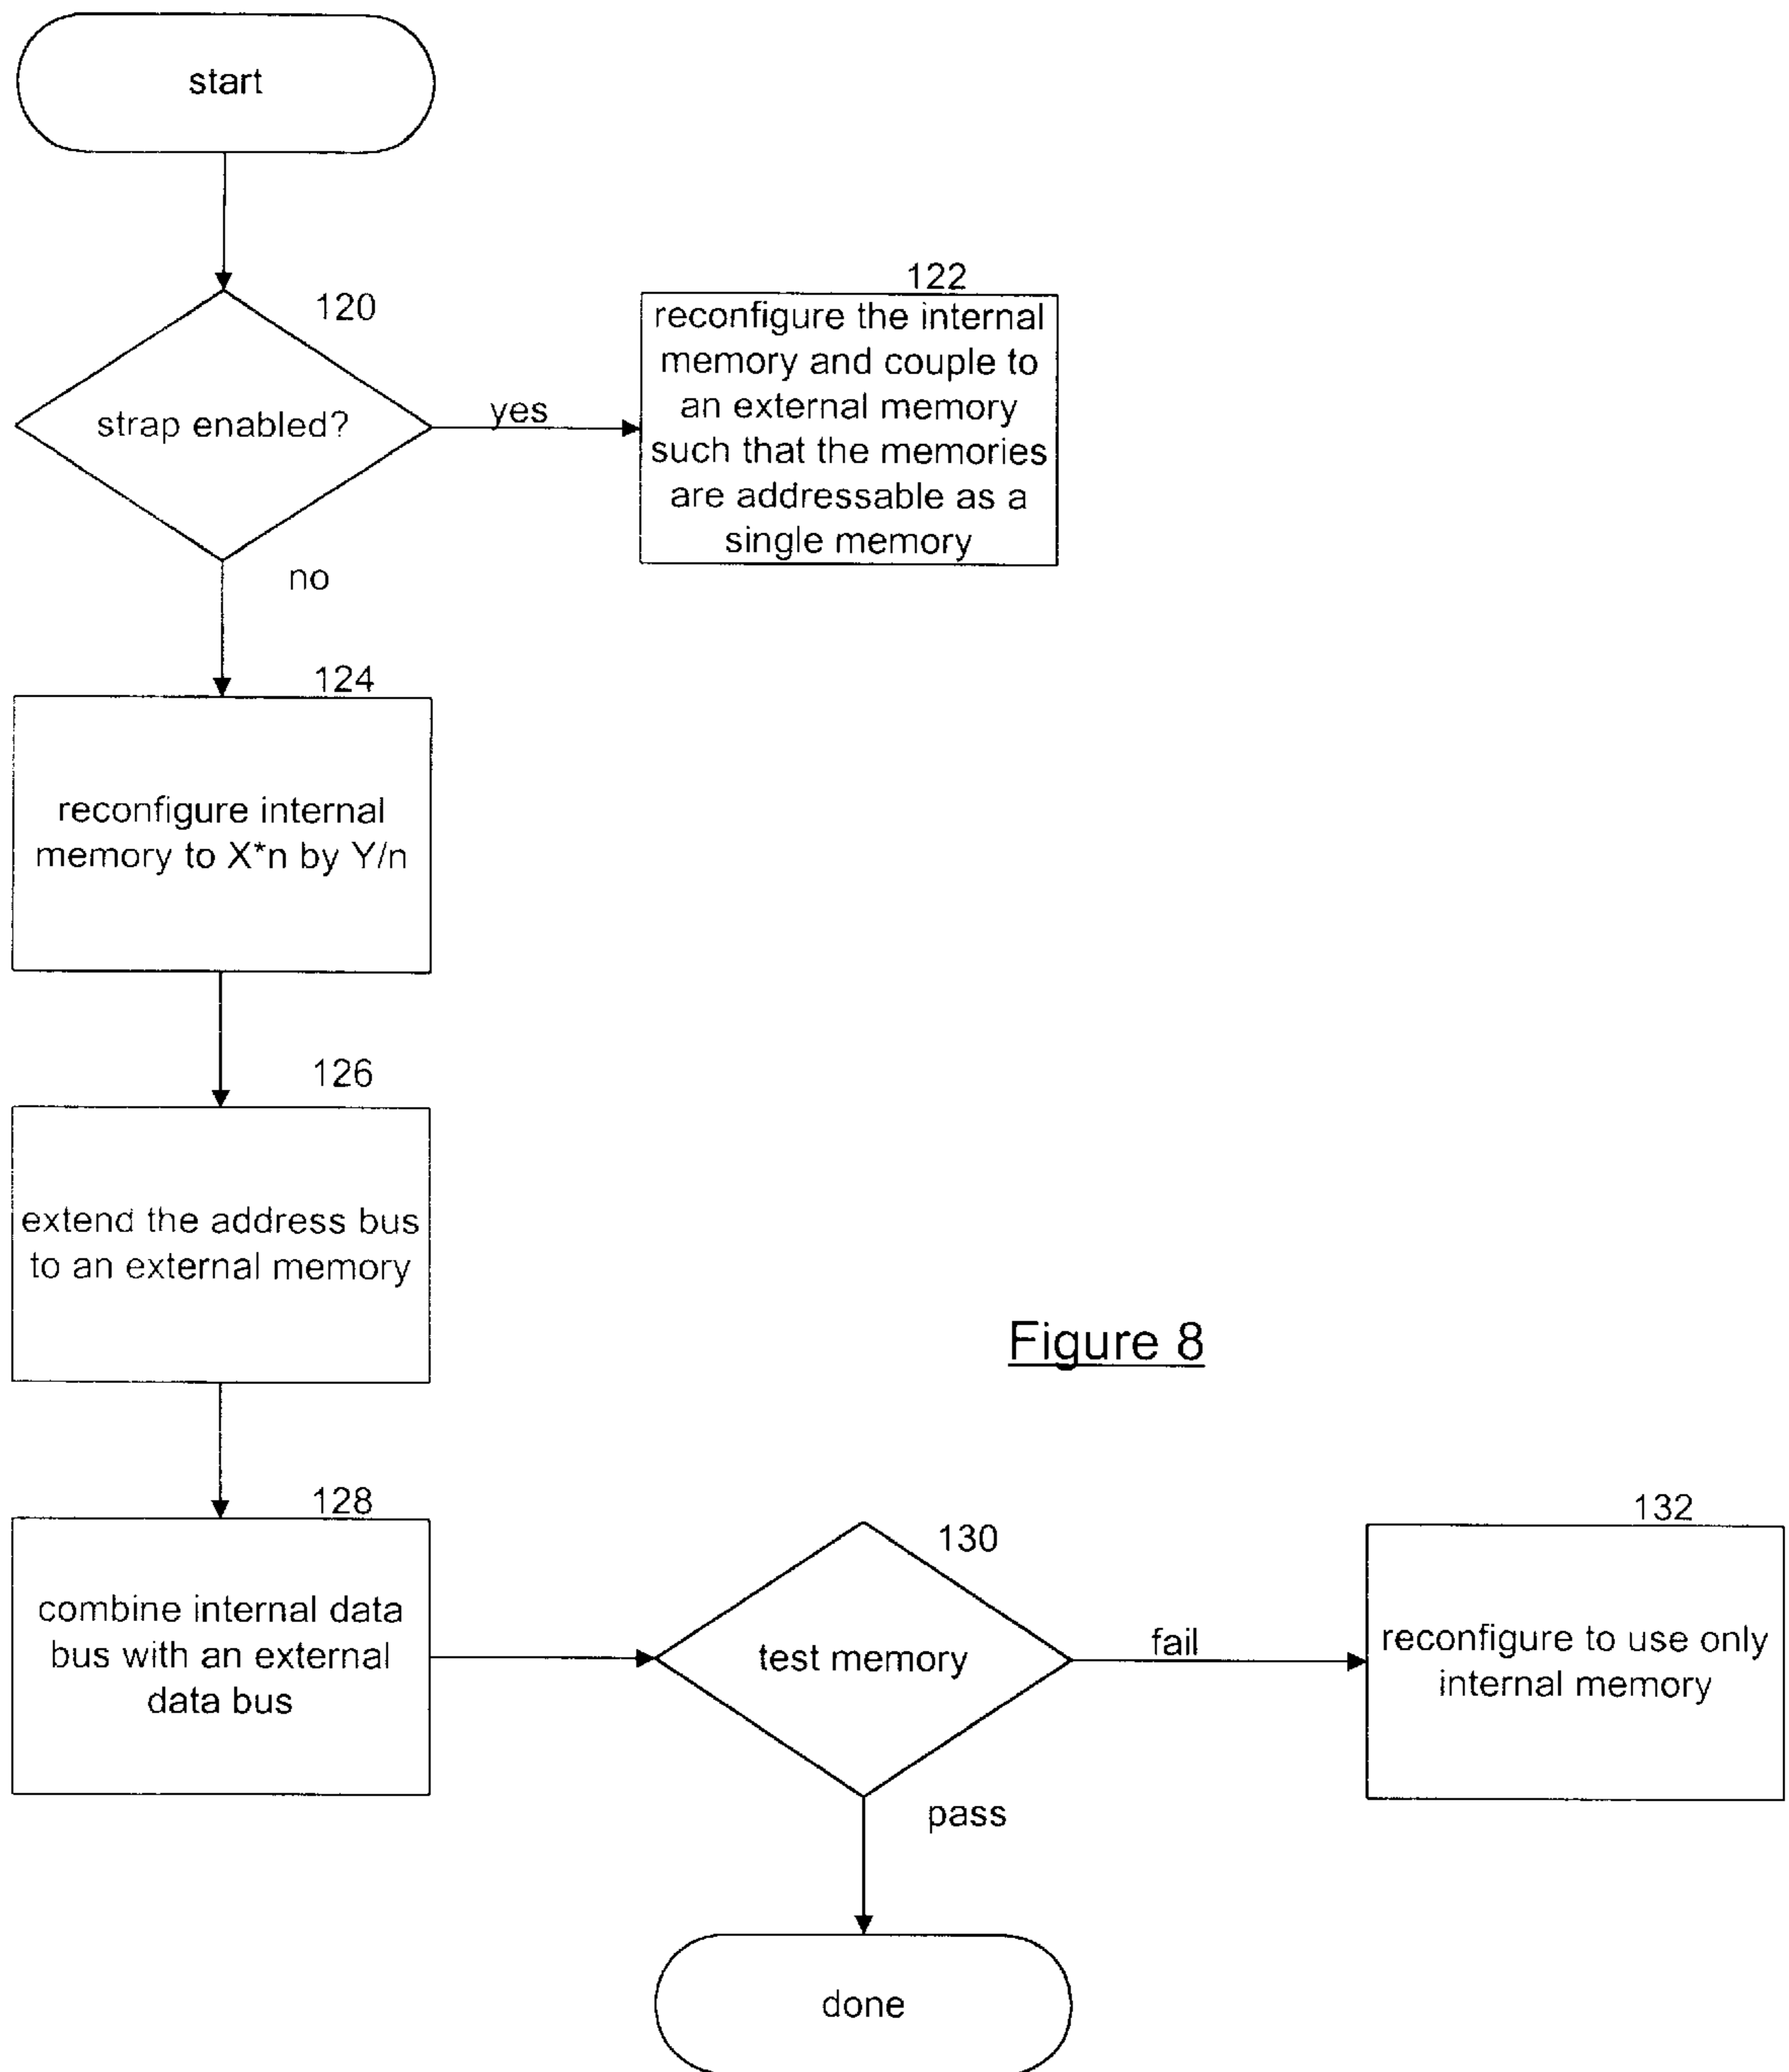 start
120
strap enabled?
yes
122
reconfigure the internal
memory and couple to
an external memory
such that the memories
are addressable as a
single memory
no
124
reconfigure internal
memory to X*n by Y/n
126
extend the address bus
to an external memory
Figure 8
128
combine internal data
bus with an external
data bus
130
test memory
fail
132
reconfigure to use only
internal memory
pass
done